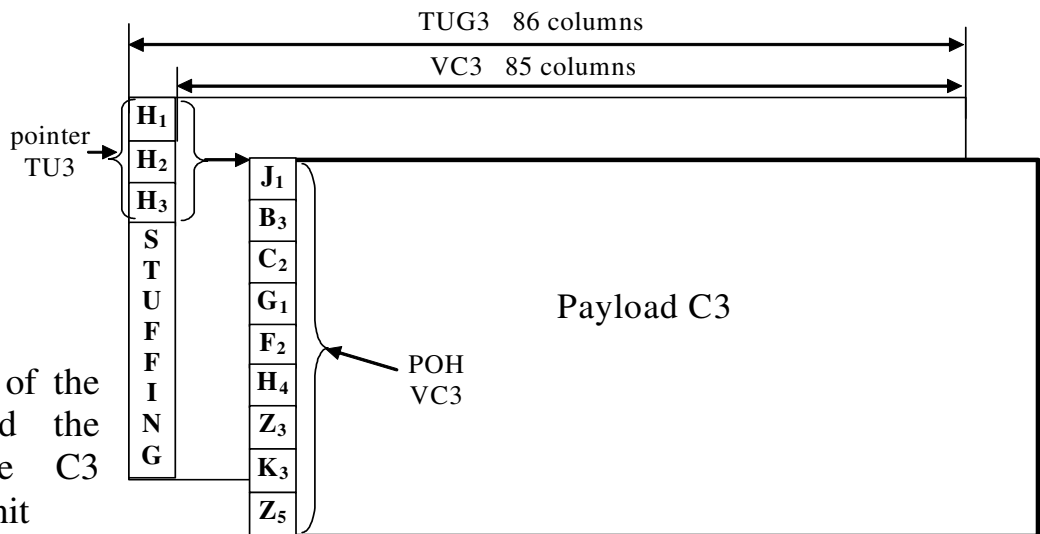 TUG3 86 columns
VC3 85 columns
pointer
TU3
H₁
H₂
H₃
S
T
U
F
F
I
N
G
J₁
B₃
C₂
G₁
F₂
H₄
Z₃
K₃
Z₅
Payload C3
POH
VC3
of the
the
C3